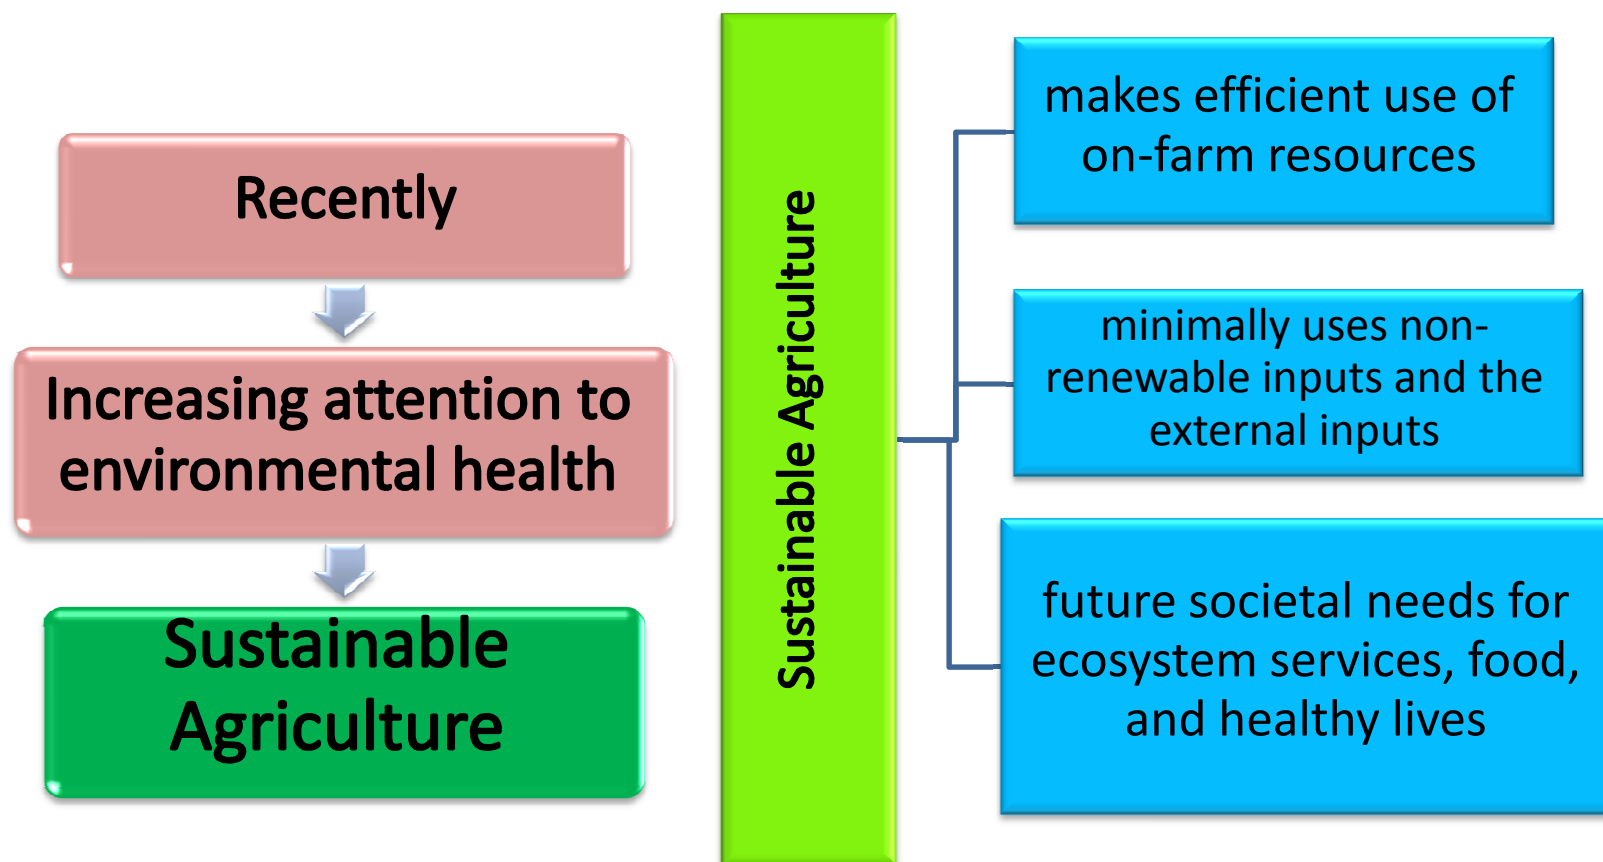 Recently
Increasing attention to
environmental health
Sustainable
Agriculture
Sustainable Agriculture
makes efficient use of
on-farm resources
minimally uses non-
renewable inputs and the
external inputs
future societal needs for
ecosystem services, food,
and healthy lives